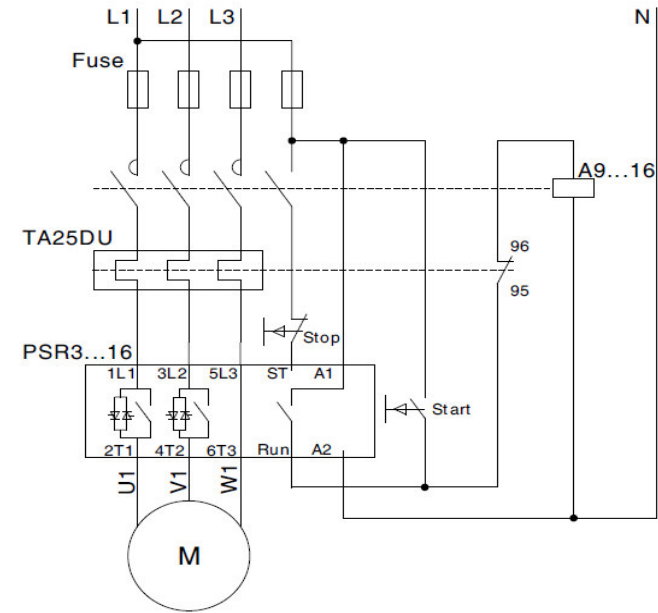 L1 L2 L3 N
Fuse
A9...16
TA25DU
96
95
Stop
PSR3...16
1L1 3L2 5L3 ST A1
Start
2T1 4T2 6T3 Run A2
U1 V1 W1
M